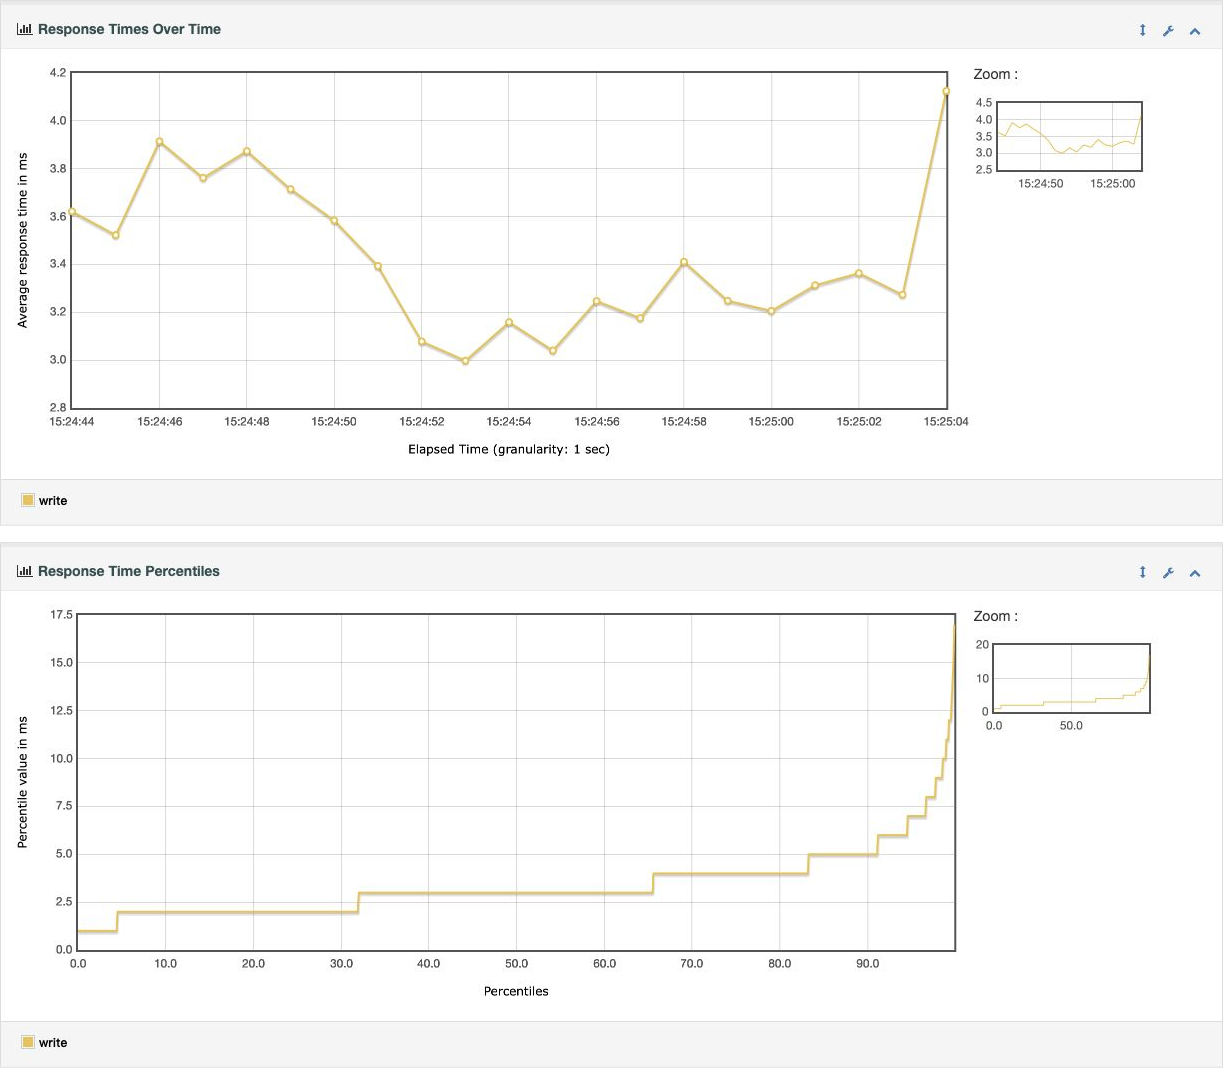 Response Times Over Time
Zoom :
4.2
4.0
3.8
3.6
3.4
3.2
3.0
2.8
Average response time in ms
15:24:44 15:24:46 15:24:48 15:24:50 15:24:52 15:24:54 15:24:56 15:24:58 15:25:00 15:25:02 15:25:04
Elapsed Time (granularity: 1 sec)
4.5
4.0
3.5
3.0
2.5
15:24:50 15:25:00
write
Response Time Percentiles
Zoom :
17.5
15.0
12.5
10.0
7.5
5.0
2.5
0.0
Percentile value in ms
0.0 10.0 20.0 30.0 40.0 50.0 60.0 70.0 80.0 90.0
Percentiles
20
10
0
0.0 50.0
write